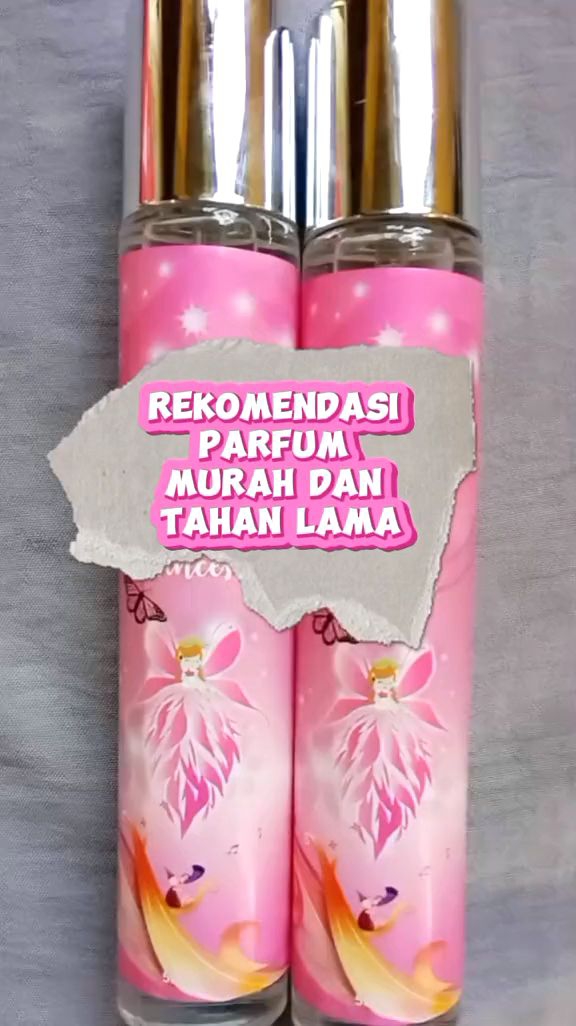 REKOMENDASI
PARFUM
MURAH DAN
TAHAN LAMA